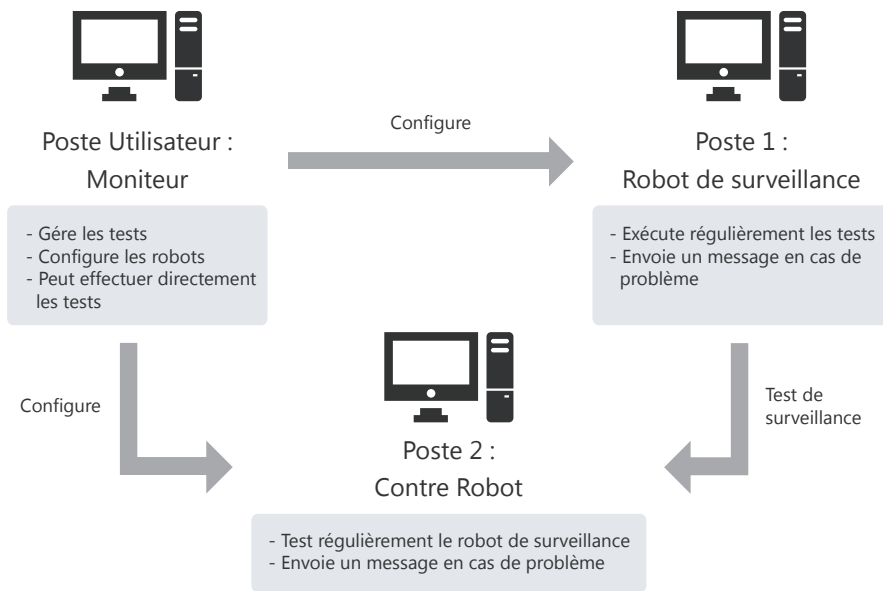 Poste Utilisateur :
Moniteur
- Gére les tests
- Configure les robots
- Peut effectuer directement
les tests
Configure
Poste 1 :
Robot de surveillance
- Exécute régulièrement les tests
- Envoie un message en cas de
problème
Configure
Test de
surveillance
Poste 2 :
Contre Robot
- Test régulièrement le robot de surveillance
- Envoie un message en cas de problème